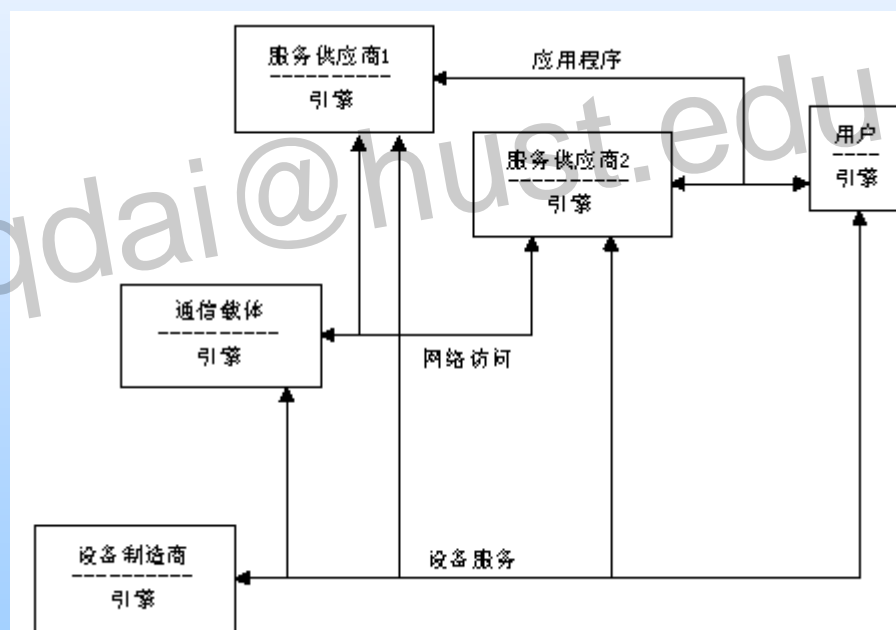 服务供应商1
引擎
应用程序
服务供应商2
引擎
用户
引擎
qdai@hust.edu
通信载体
引擎
网络访问
设备制造商
引擎
设备服务